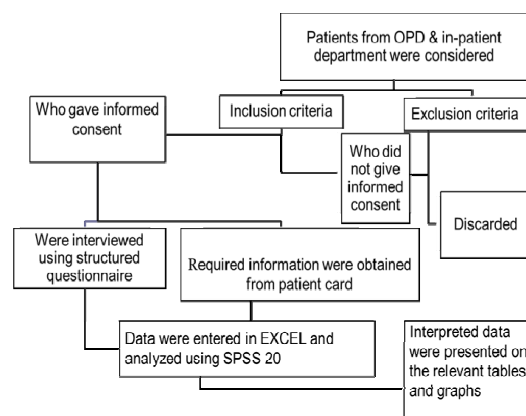 Patients from OPD & in-patient
department were considered
Who gave informed
consent
Inclusion criteria
Exclusion criteria
Who did
not give
informed
consent
Discarded
Were interviewed
using structured
questionnaire
Required information were obtained
from patient card
Data were entered in EXCEL and
analyzed using SPSS 20
Interpreted data
were presented on
the relevant tables
and graphs